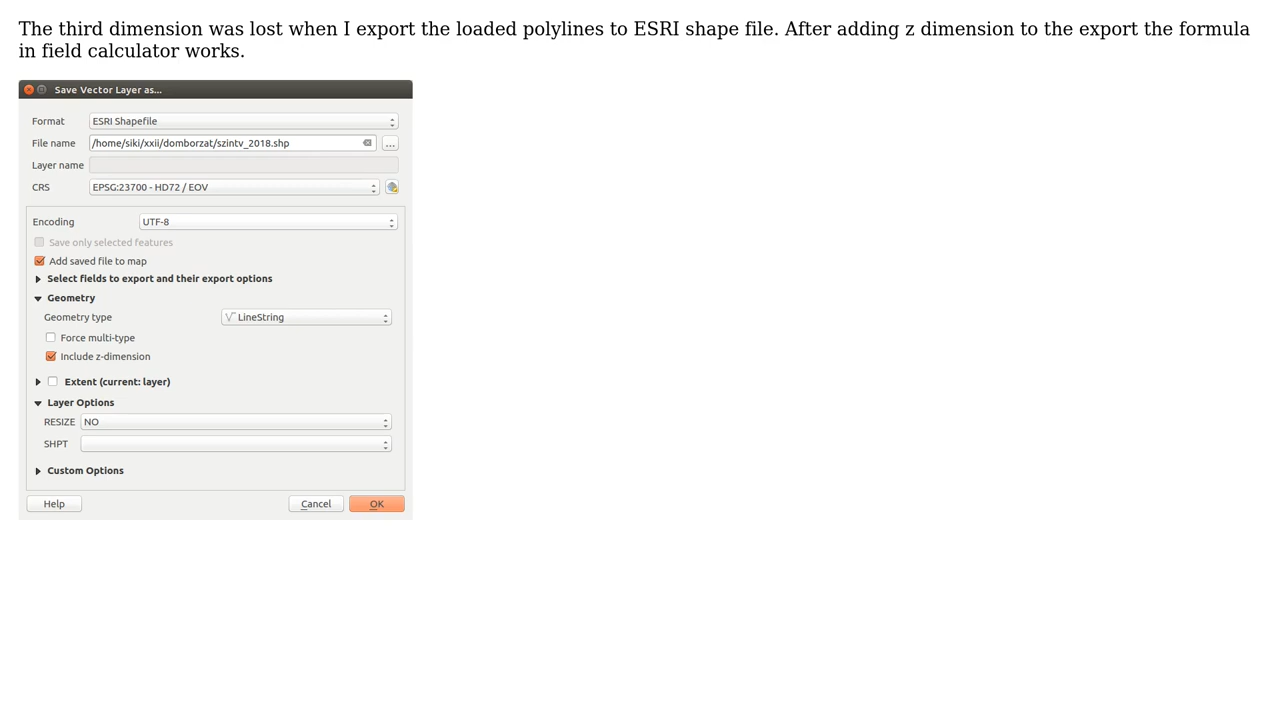 The third dimension was lost when I export the loaded polylines to ESRI shape file. After adding z dimension to the export the formula
in field calculator works.
Save Vector Layer as...
Format ESRI Shapefile
File name /home/siki/xxii/domborzat/szintv_2018.shp ...
Layer name
CRS EPSG:23700 - HD72 / EOV
Encoding UTF-8
Save only selected features
Add saved file to map
Select fields to export and their export options
Geometry
Geometry type LineString
Force multi-type
Include z-dimension
Extent (current: layer)
Layer Options
RESIZE NO
SHPT
Custom Options
Help Cancel OK